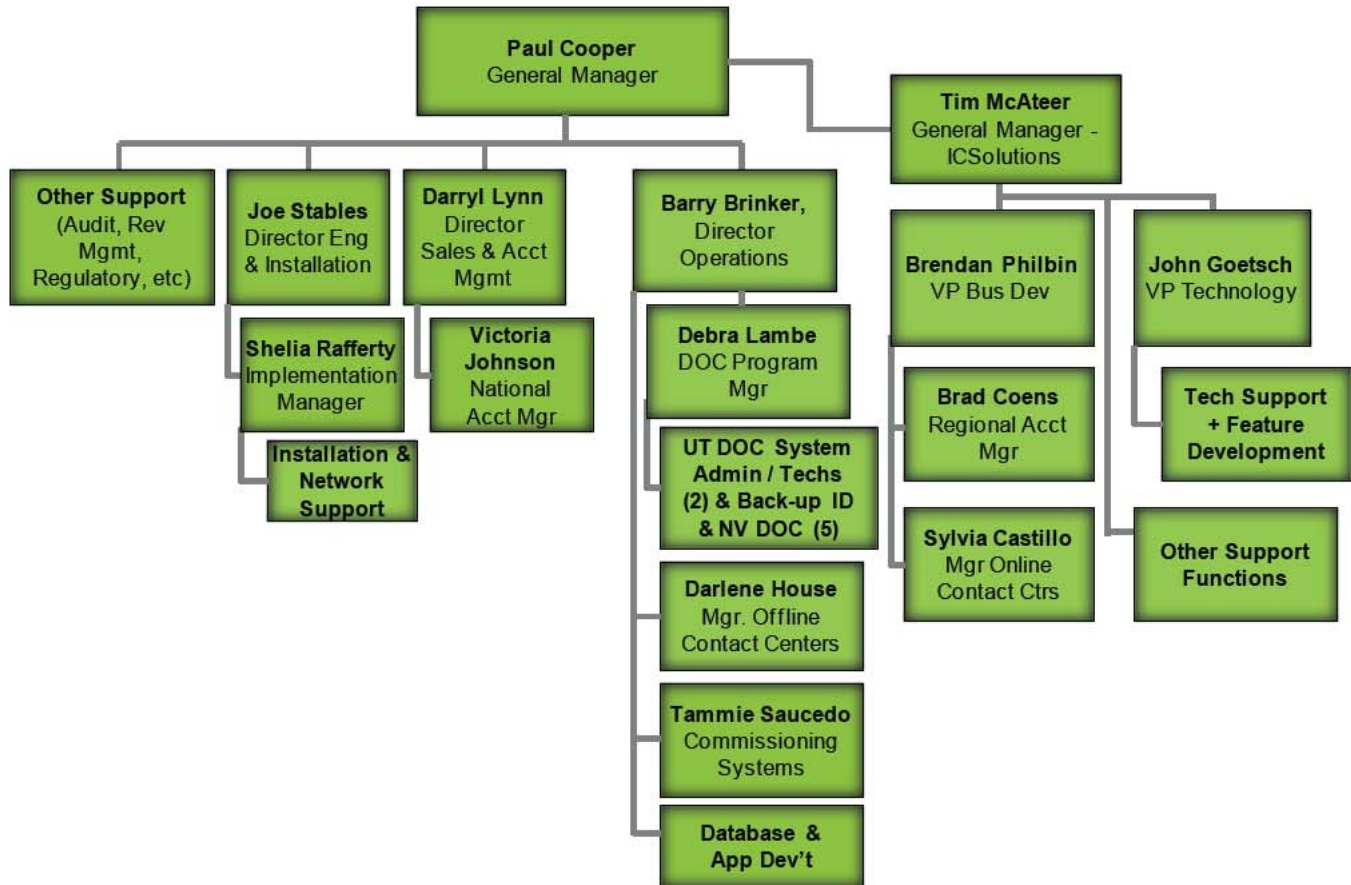 Paul Cooper
General Manager
Tim McAteer
General Manager -
ICSolutions
Other Support
(Audit, Rev
Mgmt,
Regulatory, etc)
Joe Stables
Director Eng
& Installation
Darryl Lynn
Director
Sales & Acct
Mgmt
Barry Brinker,
Director
Operations
Brendan Philbin
VP Bus Dev
John Goetsch
VP Technology
Shelia Rafferty
Implementation
Manager
Victoria
Johnson
National
Acct Mgr
Debra Lambe
DOC Program
Mgr
Brad Coens
Regional Acct
Mgr
Tech Support
+ Feature
Development
Installation &
Network
Support
UT DOC System
Admin / Techs
(2) & Back-up ID
& NV DOC (5)
Sylvia Castillo
Mgr Online
Contact Ctrs
Other Support
Functions
Darlene House
Mgr. Offline
Contact Centers
Tammie Saucedo
Commissioning
Systems
Database &
App Dev’t